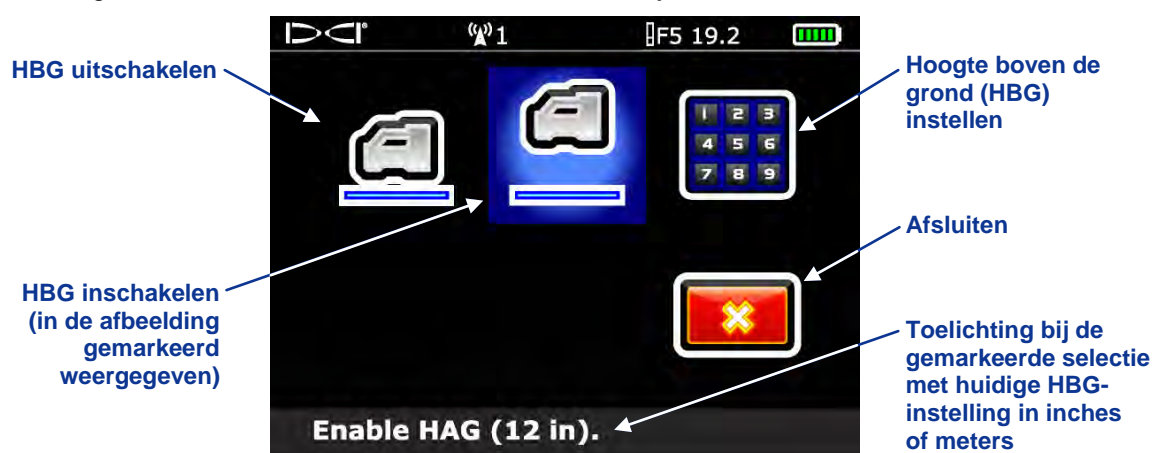 DCI
1
F5 19.2
HBG uitschakelen
Hoogte boven de
grond (HBG)
instellen
1 2 3
4 5 6
7 8 9
Afsluiten
HBG inschakelen
(in de afbeelding
gemarkeerd
weergegeven)
Toelichting bij de
gemarkeerde selectie
met huidige HBG-
instelling in inches
of meters
Enable HAG (12 in).